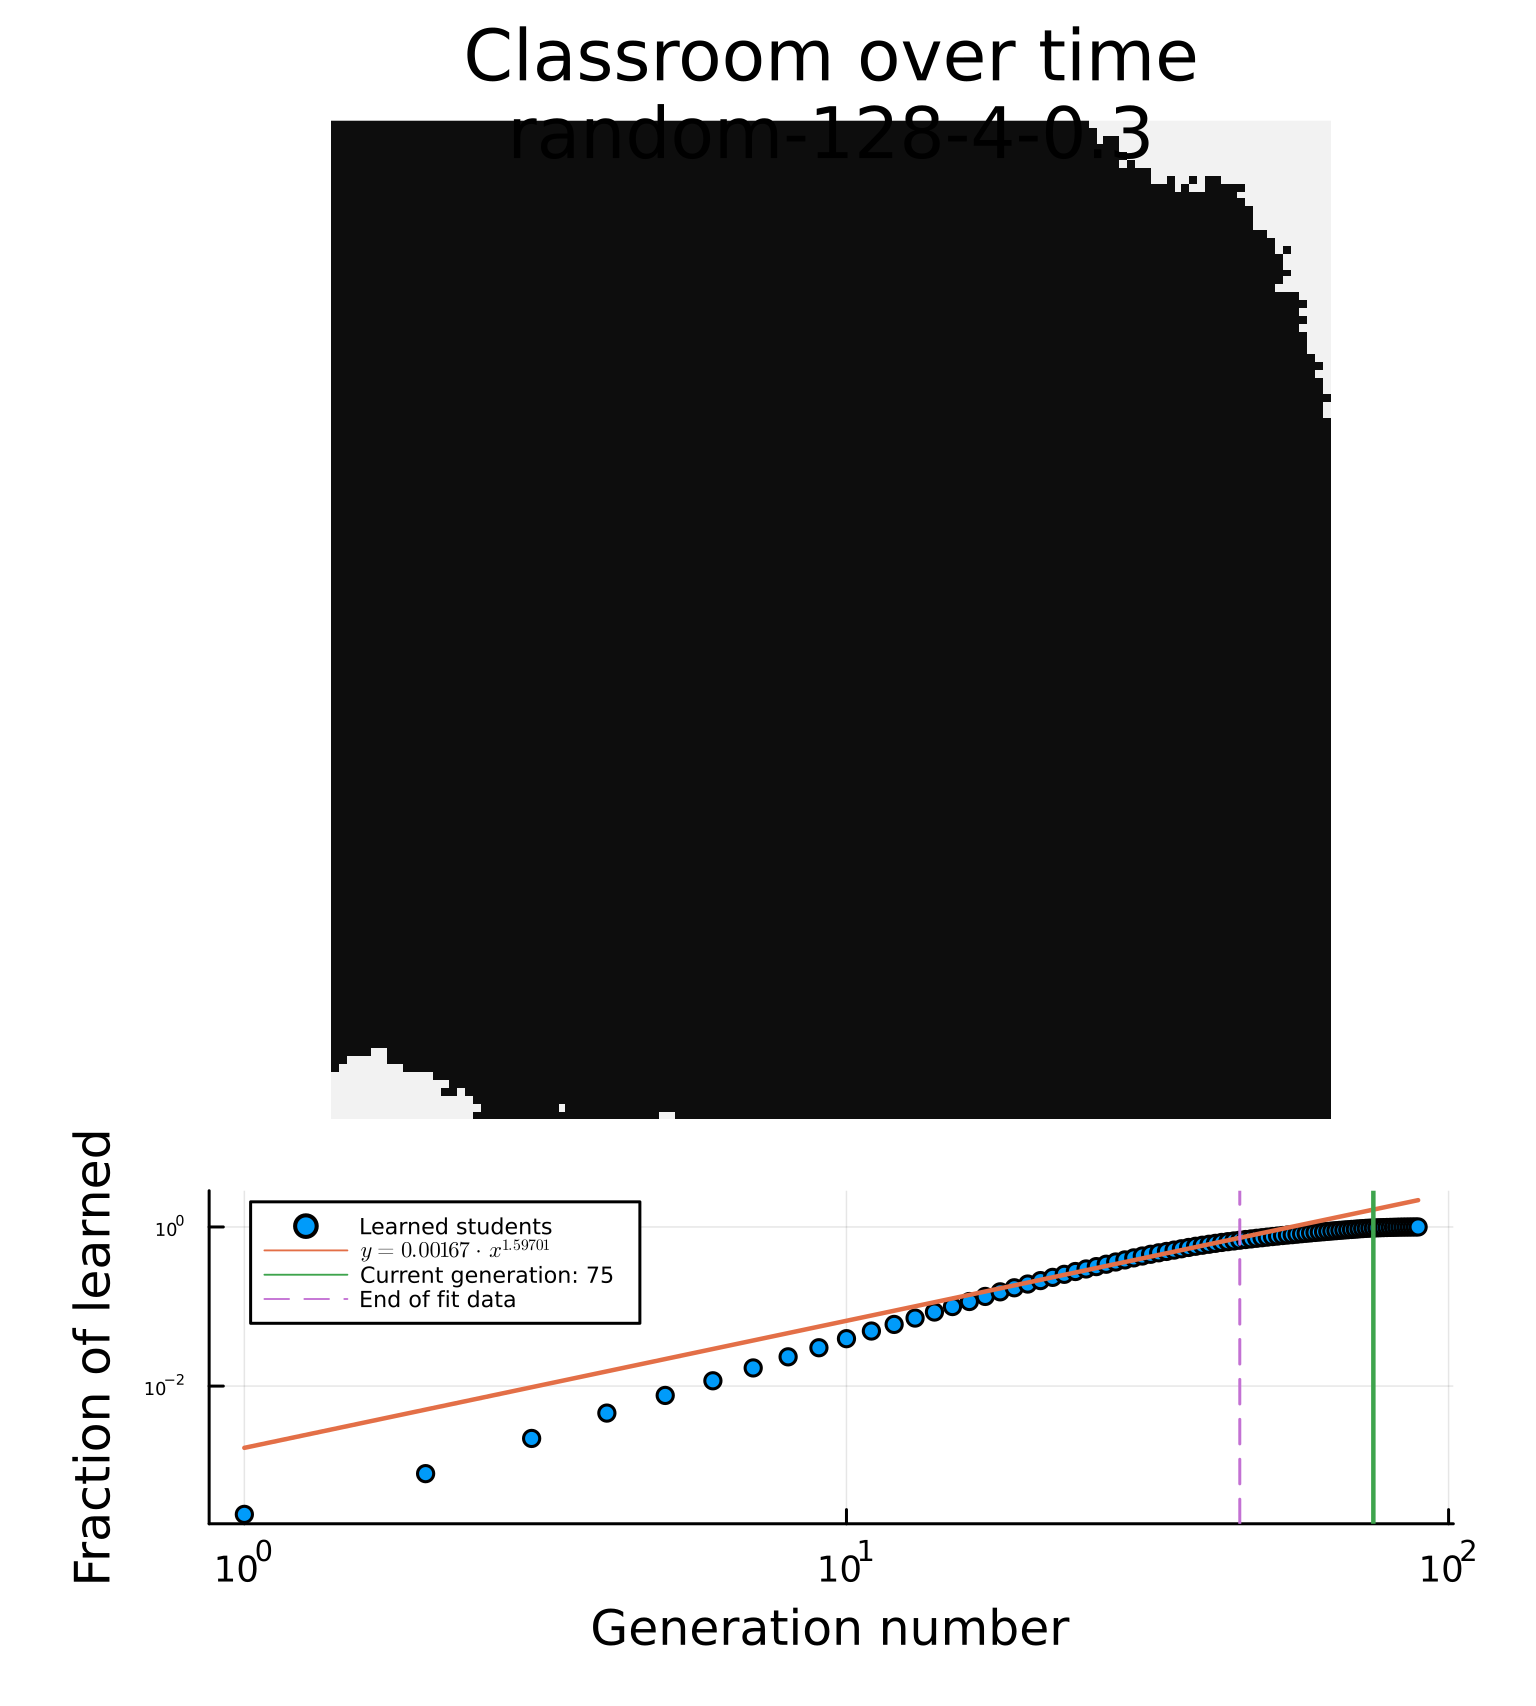 Classroom over time
random-128-4-0.3
Fraction of learned
10^0
10^-2
Learned students
y = 0.00167 · x^1.59701
Current generation: 75
End of fit data
10^0
10^1
10^2
Generation number